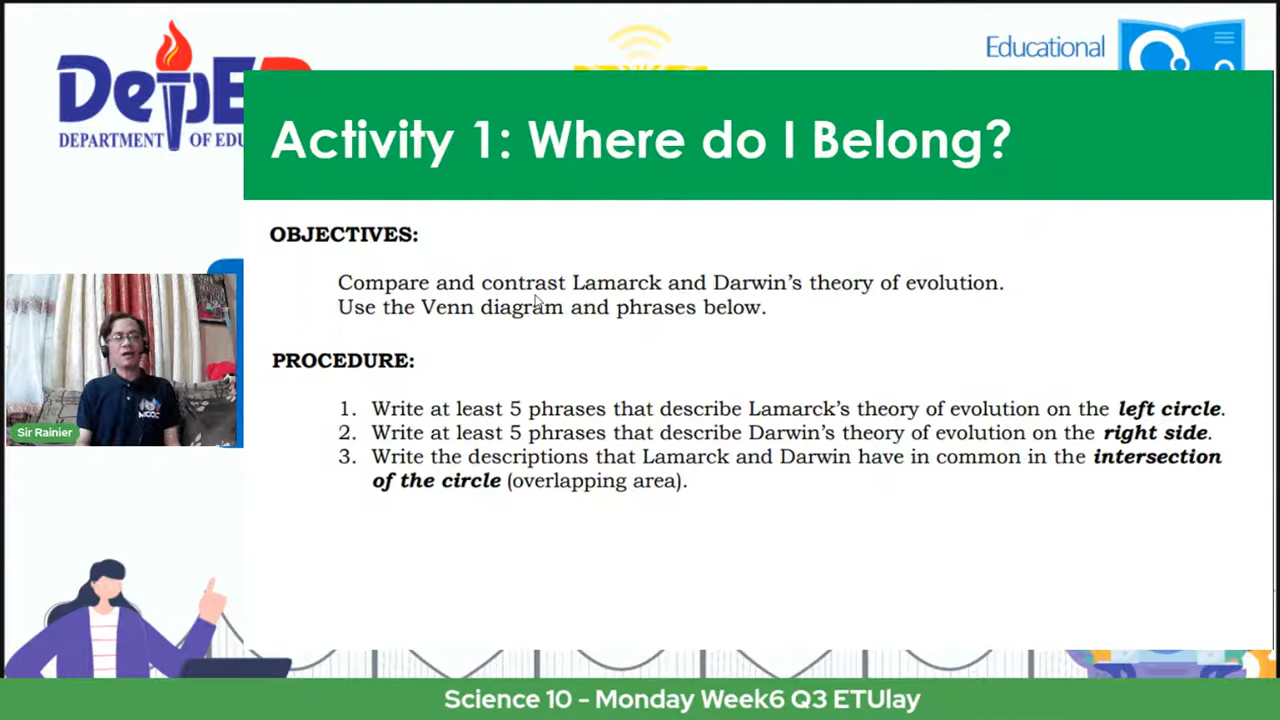 DepE
DEPARTMENT OF EDU
Educational
Activity 1: Where do I Belong?
OBJECTIVES:
Compare and contrast Lamarck and Darwin's theory of evolution.
Use the Venn diagram and phrases below.
PROCEDURE:
1. Write at least 5 phrases that describe Lamarck's theory of evolution on the left circle.
2. Write at least 5 phrases that describe Darwin's theory of evolution on the right side.
3. Write the descriptions that Lamarck and Darwin have in common in the intersection
of the circle (overlapping area).
Sir Rainier
Science 10 - Monday Week6 Q3 ETUlay